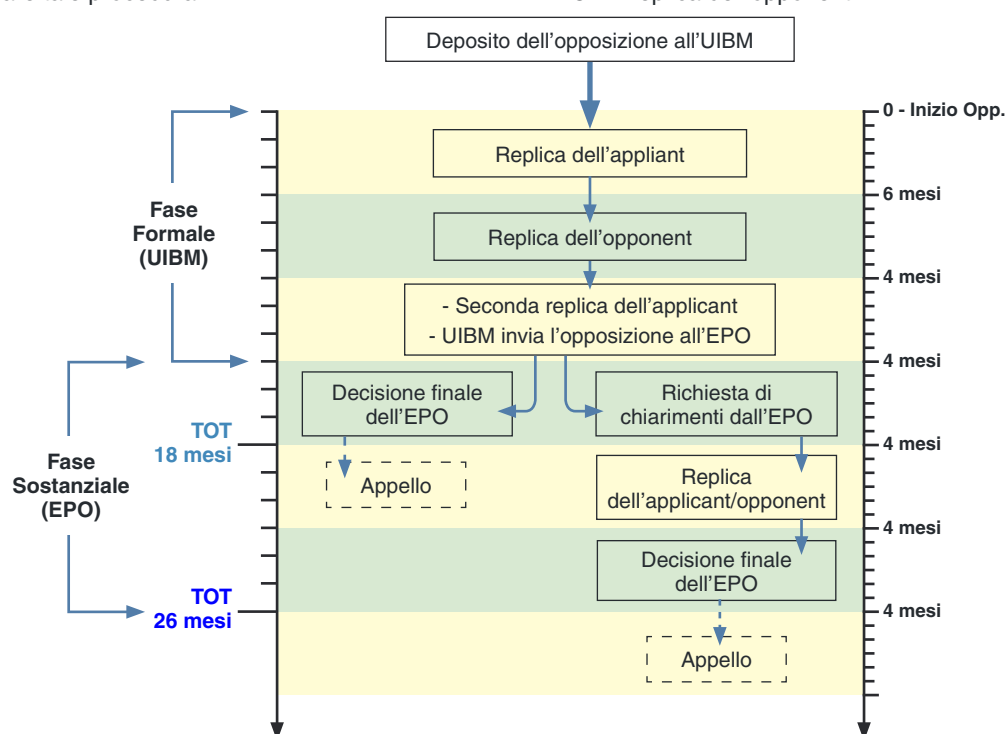 Deposito dell'opposizione all'UIBM
0 - Inizio Opp.
Replica dell'appliant
6 mesi
Fase
Formale
(UIBM)
Replica dell'opponent
4 mesi
- Seconda replica dell'applicant
- UIBM invia l'opposizione all'EPO
4 mesi
Decisione finale
dell'EPO
Richiesta di
chiarimenti dall'EPO
TOT
18 mesi
4 mesi
Fase
Sostanziale
(EPO)
Appello
Replica
dell'applicant/opponent
4 mesi
Decisione finale
dell'EPO
TOT
26 mesi
4 mesi
Appello